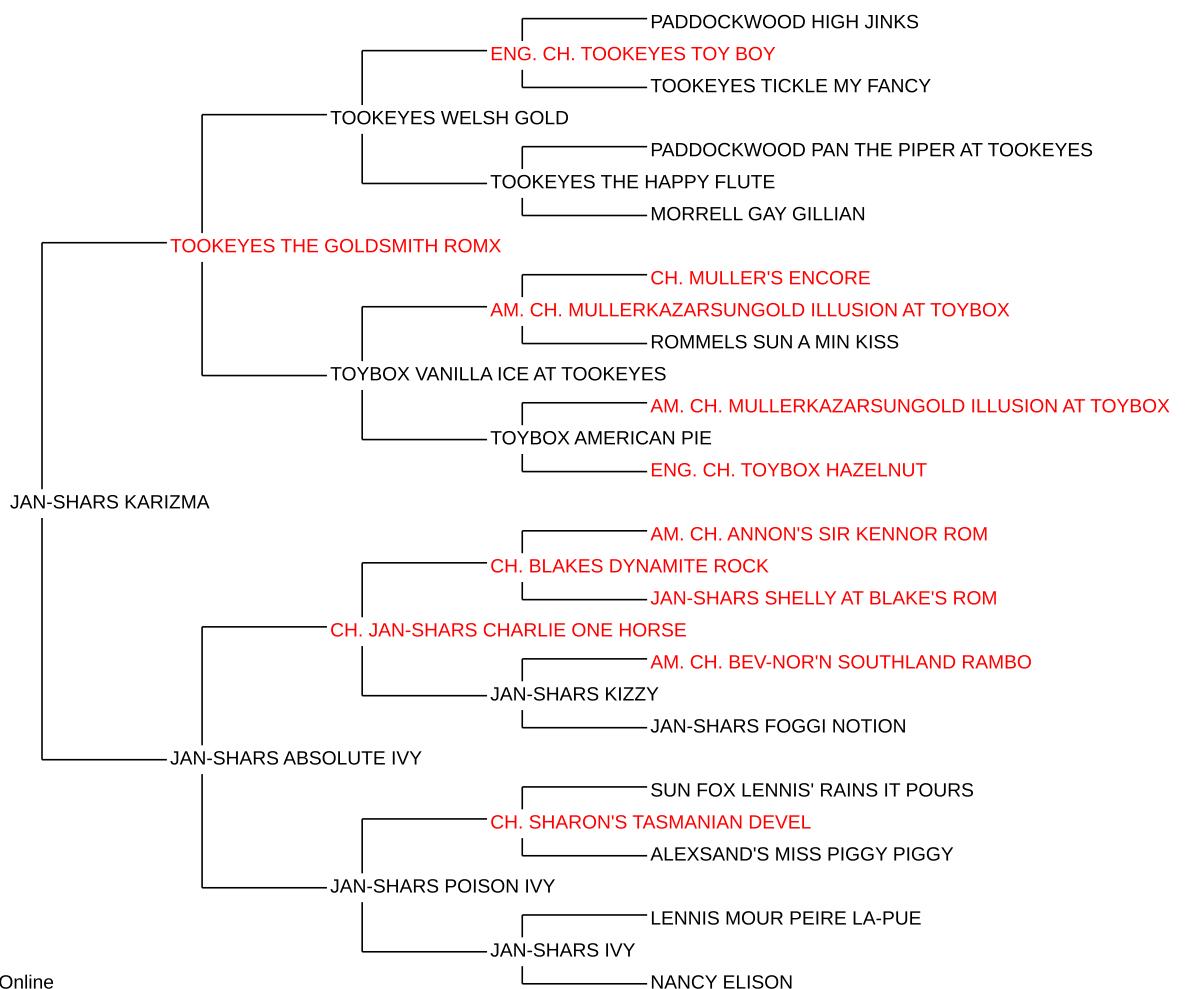 PADDOCKWOOD HIGH JINKS
ENG. CH. TOOKEYES TOY BOY
TOOKEYES TICKLE MY FANCY
TOOKEYES WELSH GOLD
PADDOCKWOOD PAN THE PIPER AT TOOKEYES
TOOKEYES THE HAPPY FLUTE
MORRELL GAY GILLIAN
TOOKEYES THE GOLDSMITH ROMX
CH. MULLER'S ENCORE
AM. CH. MULLERKAZARSUNGOLD ILLUSION AT TOYBOX
ROMMELS SUN A MIN KISS
TOYBOX VANILLA ICE AT TOOKEYES
AM. CH. MULLERKAZARSUNGOLD ILLUSION AT TOYBOX
TOYBOX AMERICAN PIE
ENG. CH. TOYBOX HAZELNUT
JAN-SHARS KARIZMA
AM. CH. ANNON'S SIR KENNOR ROM
CH. BLAKES DYNAMITE ROCK
JAN-SHARS SHELLY AT BLAKE'S ROM
CH. JAN-SHARS CHARLIE ONE HORSE
AM. CH. BEV-NOR'N SOUTHLAND RAMBO
JAN-SHARS KIZZY
JAN-SHARS FOGGI NOTION
JAN-SHARS ABSOLUTE IVY
SUN FOX LENNIS' RAINS IT POURS
CH. SHARON'S TASMANIAN DEVEL
ALEXSAND'S MISS PIGGY PIGGY
JAN-SHARS POISON IVY
LENNIS MOUR PEIRE LA-PUE
JAN-SHARS IVY
NANCY ELISON
Online